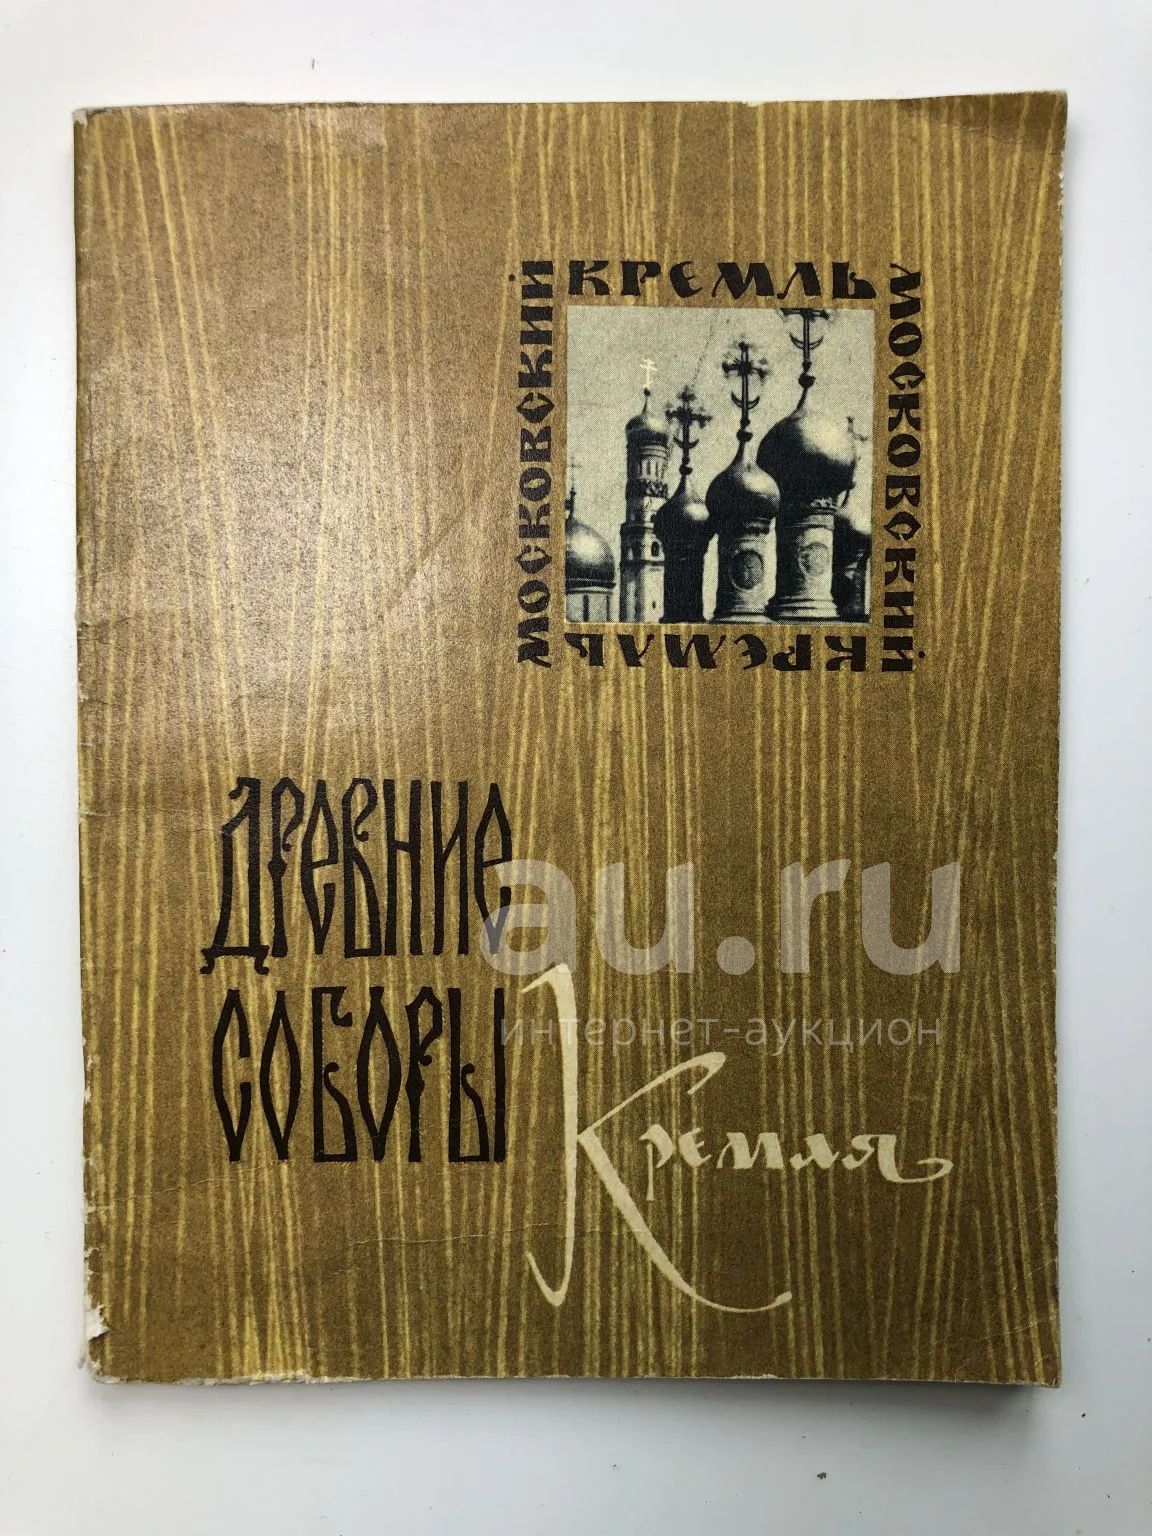 КРЕМЛЬ
МОСКОВСКИЙ
МОСКОВСКИЙ
КРЕМЛЬ
ДРЕВНИЕ
СОБОРЫ
Кремля
au.ru
интернет-аукцион